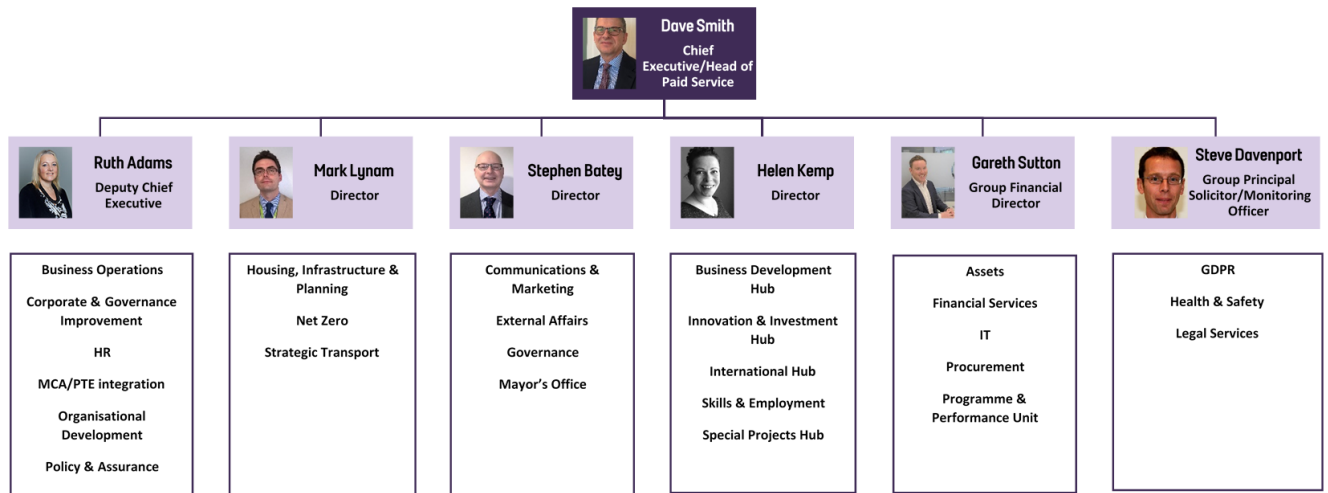 Dave Smith
Chief
Executive/Head of
Paid Service
Ruth Adams
Deputy Chief
Executive
Mark Lynam
Director
Stephen Batey
Director
Helen Kemp
Director
Gareth Sutton
Group Financial
Director
Steve Davenport
Group Principal
Solicitor/Monitoring
Officer
Business Operations
Corporate & Governance
Improvement
HR
MCA/PTE integration
Organisational
Development
Policy & Assurance
Housing, Infrastructure &
Planning
Net Zero
Strategic Transport
Communications &
Marketing
External Affairs
Governance
Mayor’s Office
Business Development
Hub
Innovation & Investment
Hub
International Hub
Skills & Employment
Special Projects Hub
Assets
Financial Services
IT
Procurement
Programme &
Performance Unit
GDPR
Health & Safety
Legal Services